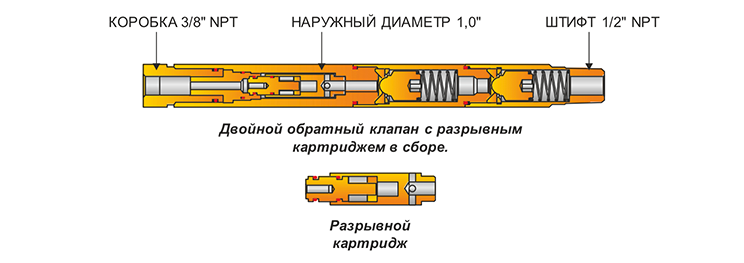 КОРОБКА 3/8" NPT
НАРУЖНЫЙ ДИАМЕТР 1,0"
ШТИФТ 1/2" NPT
Двойной обратный клапан с разрывным
картриджем в сборе.
Разрывной
картридж